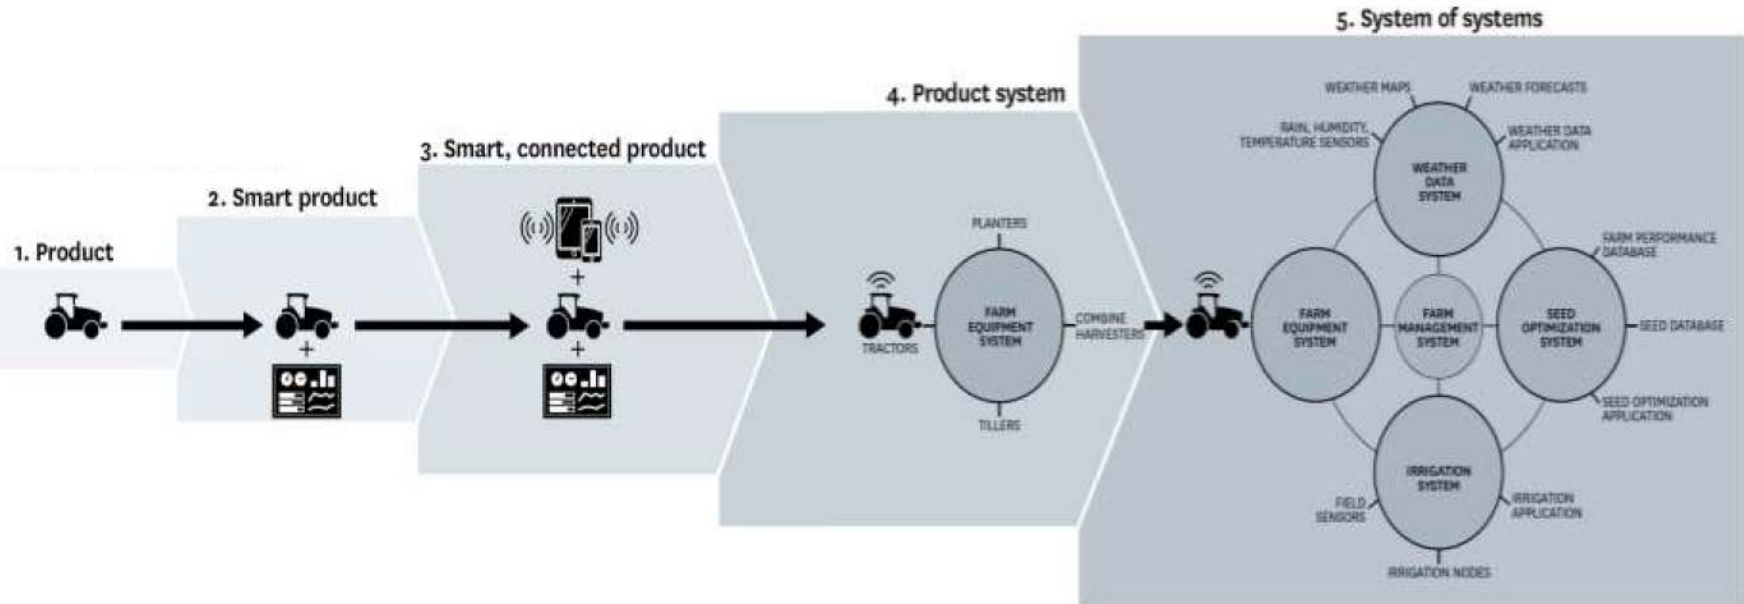 5. System of systems
4. Product system
3. Smart, connected product
2. Smart product
1. Product
PLANTERS
TRACTORS
FARM
EQUIPMENT
SYSTEM
COMBINE
HARVESTERS
TILLERS
WEATHER MAPS
WEATHER FORECASTS
RAIN, HUMIDITY,
TEMPERATURE SENSORS
WEATHER DATA
APPLICATION
WEATHER
DATA
SYSTEM
FARM PERFORMANCE
DATABASE
FARM
EQUIPMENT
SYSTEM
FARM
MANAGEMENT
SYSTEM
SEED
OPTIMIZATION
SYSTEM
SEED DATABASE
SEED OPTIMIZATION
APPLICATION
IRRIGATION
SYSTEM
FIELD
SENSORS
IRRIGATION
APPLICATION
IRRIGATION NODES